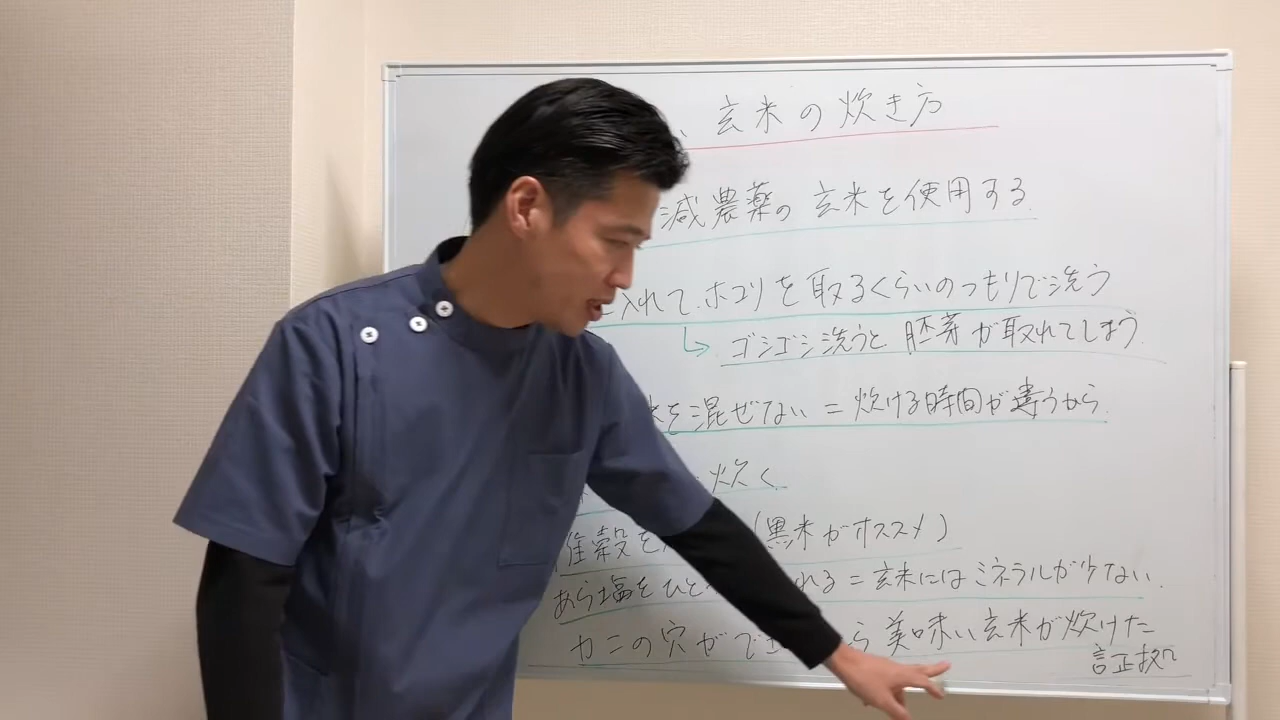 玄米の炊き方
減農薬の玄米を使用する
入れて、ホコリを取るくらいのつもりで洗う
ゴシゴシ洗うと胚芽が取れてしまう
を混ぜない=炊ける時間が違うから
炊く
雑穀を (黒米がオススメ)
あら塩をひと れる=玄米にはミネラルが少ない
カニの穴がで ら美味い玄米が炊けた
証拠